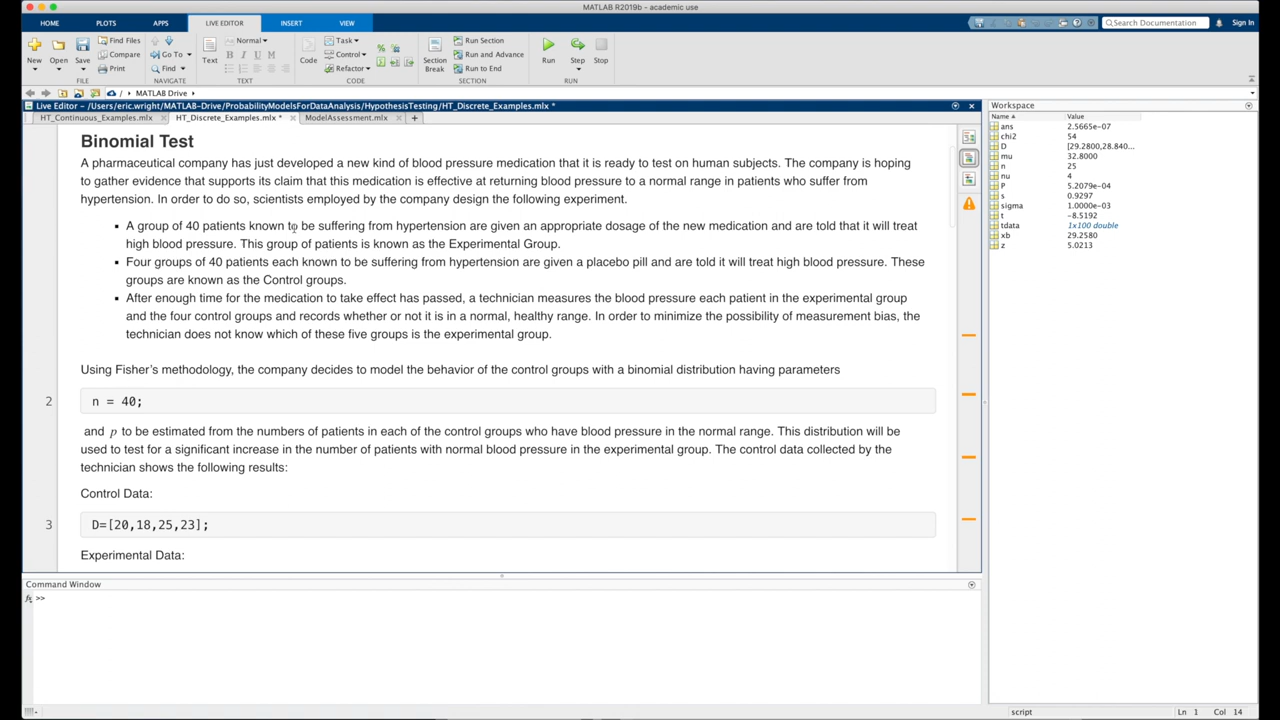 MATLAB R2019b - academic use
HOME PLOTS APPS LIVE EDITOR INSERT VIEW
Search Documentation Sign In
New Open Save Find Files Compare Print
FILE
Go To Find
NAVIGATE
Text Normal B I U M
TEXT
Code Task Control Refactor
CODE
Section Break Run Section Run and Advance Run to End
SECTION
Run Step Stop
RUN
/ MATLAB Drive
Live Editor - /Users/eric.wright/MATLAB-Drive/ProbabilityModelsForDataAnalysis/HypothesisTesting/HT_Discrete_Examples.mlx *
HT_Continuous_Examples.mlx HT_Discrete_Examples.mlx * ModelAssessment.mlx +
Binomial Test
A pharmaceutical company has just developed a new kind of blood pressure medication that it is ready to test on human subjects. The company is hoping
to gather evidence that supports its claim that this medication is effective at returning blood pressure to a normal range in patients who suffer from
hypertension. In order to do so, scientists employed by the company design the following experiment.
▪ A group of 40 patients known to be suffering from hypertension are given an appropriate dosage of the new medication and are told that it will treat
high blood pressure. This group of patients is known as the Experimental Group.
▪ Four groups of 40 patients each known to be suffering from hypertension are given a placebo pill and are told it will treat high blood pressure. These
groups are known as the Control groups.
▪ After enough time for the medication to take effect has passed, a technician measures the blood pressure each patient in the experimental group
and the four control groups and records whether or not it is in a normal, healthy range. In order to minimize the possibility of measurement bias, the
technician does not know which of these five groups is the experimental group.
Using Fisher's methodology, the company decides to model the behavior of the control groups with a binomial distribution having parameters
2 n = 40;
and p to be estimated from the numbers of patients in each of the control groups who have blood pressure in the normal range. This distribution will be
used to test for a significant increase in the number of patients with normal blood pressure in the experimental group. The control data collected by the
technician shows the following results:
Control Data:
3 D=[20,18,25,23];
Experimental Data:
Command Window
fx >>
Workspace
Name Value
ans 2.5665e-07
chi2 54
D [29.2800,28.840...
mu 32.8000
n 25
nu 4
P 5.2079e-04
s 0.9297
sigma 1.0000e-03
t -8.5192
tdata 1x100 double
xb 29.2580
z 5.0213
script Ln 1 Col 14